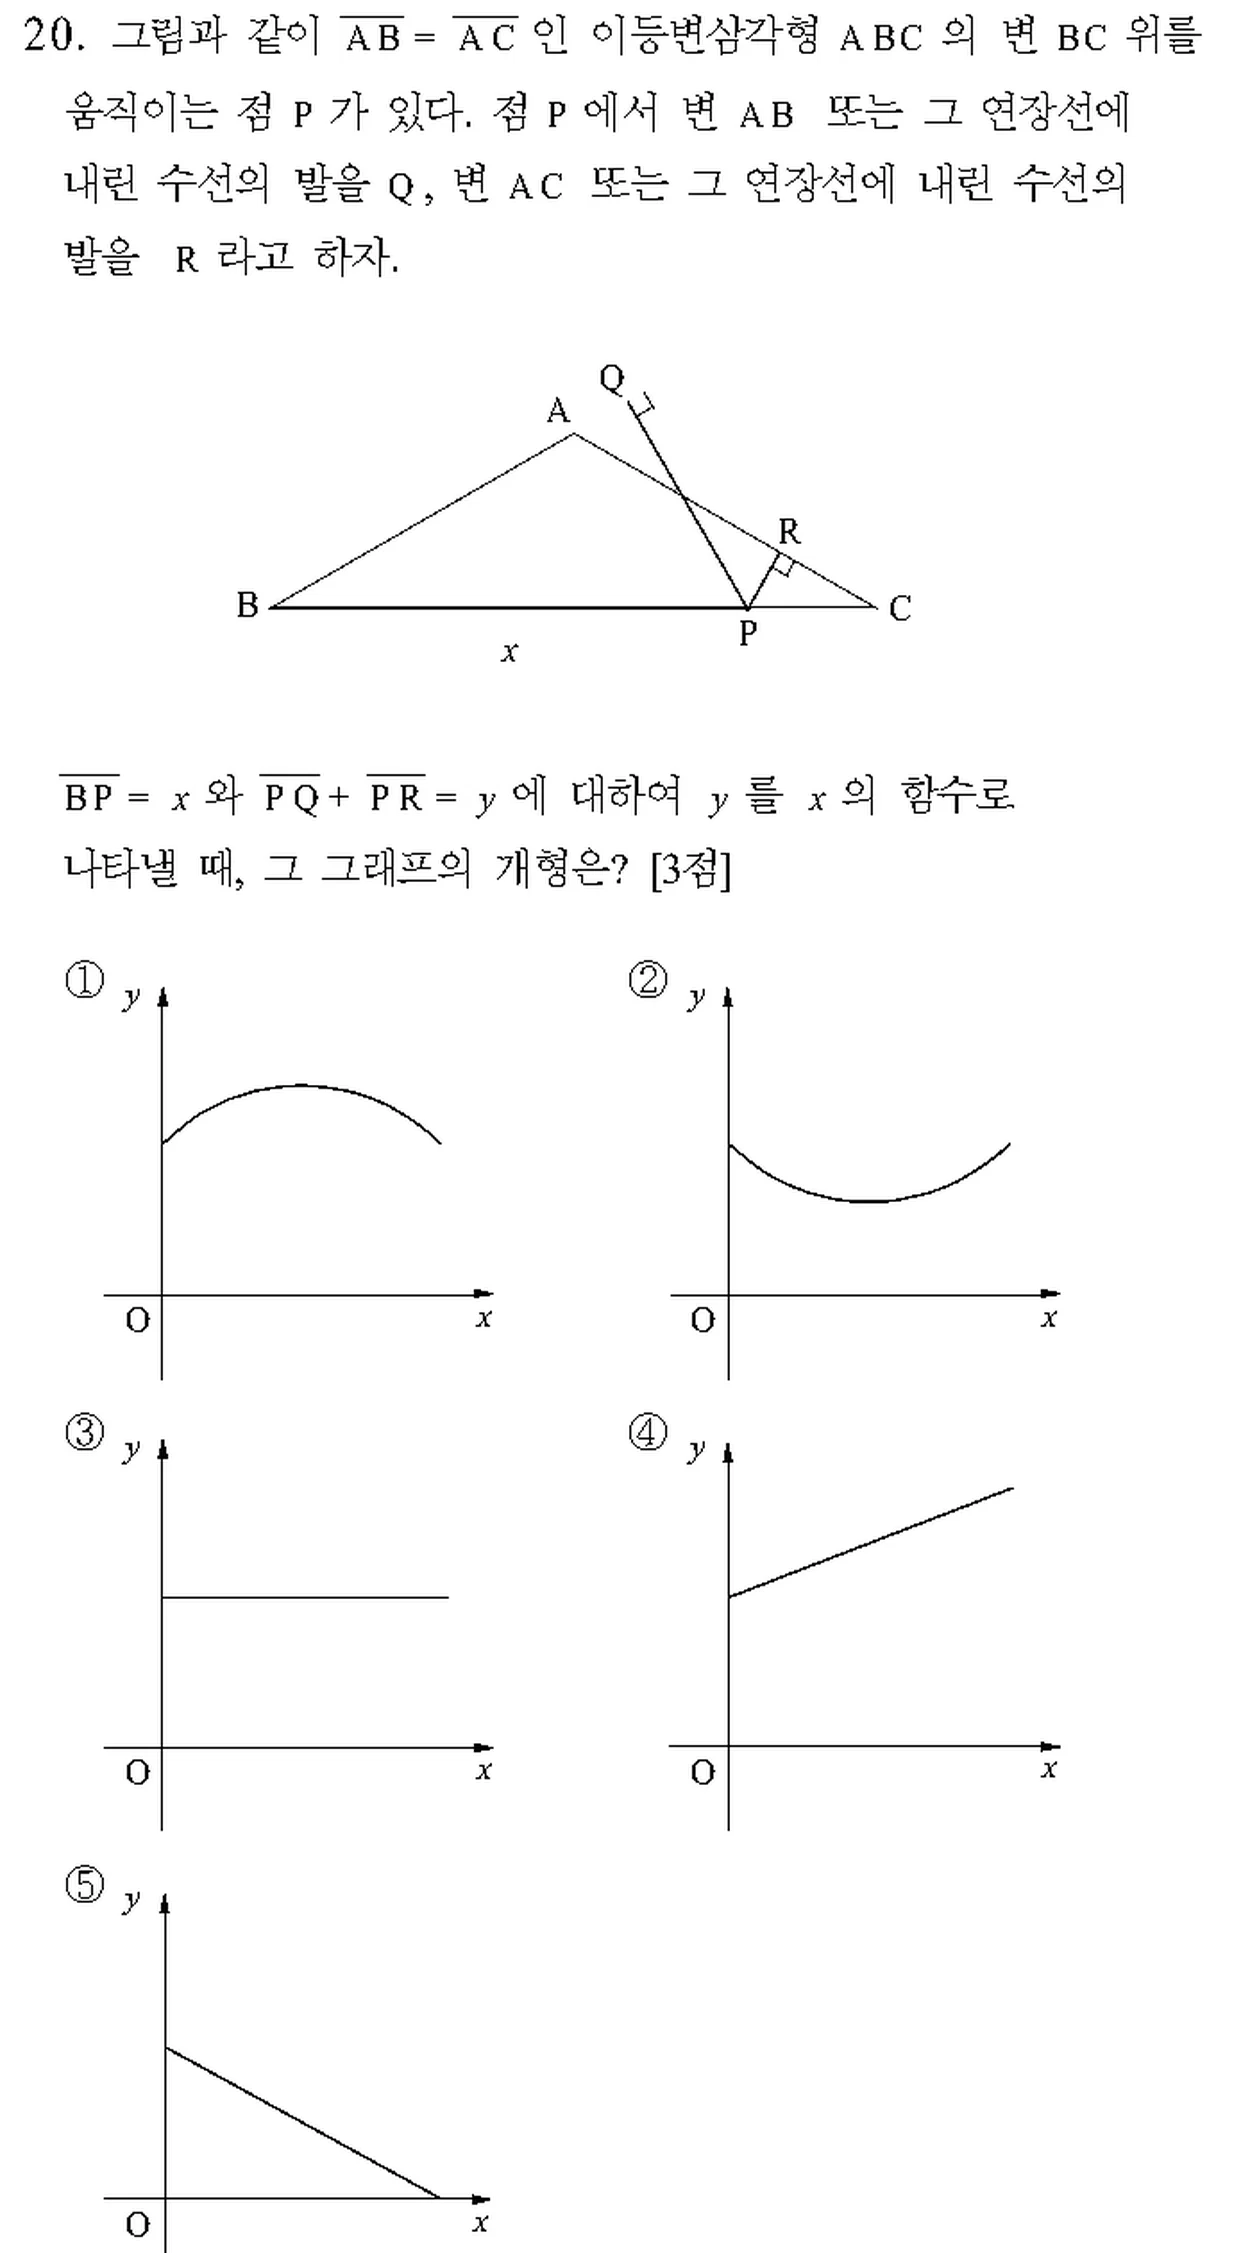 20. 그림과 같이 AB = AC 인 이등변삼각형 ABC 의 변 BC 위를
움직이는 점 P 가 있다. 점 P 에서 변 AB 또는 그 연장선에
내린 수선의 발을 Q, 변 AC 또는 그 연장선에 내린 수선의
발을 R 라고 하자.
Q
A
R
B
C
P
x
BP = x 와 PQ + PR = y 에 대하여 y 를 x 의 함수로
나타낼 때, 그 그래프의 개형은? [3점]
① y
O x
② y
O x
③ y
O x
④ y
O x
⑤ y
O x